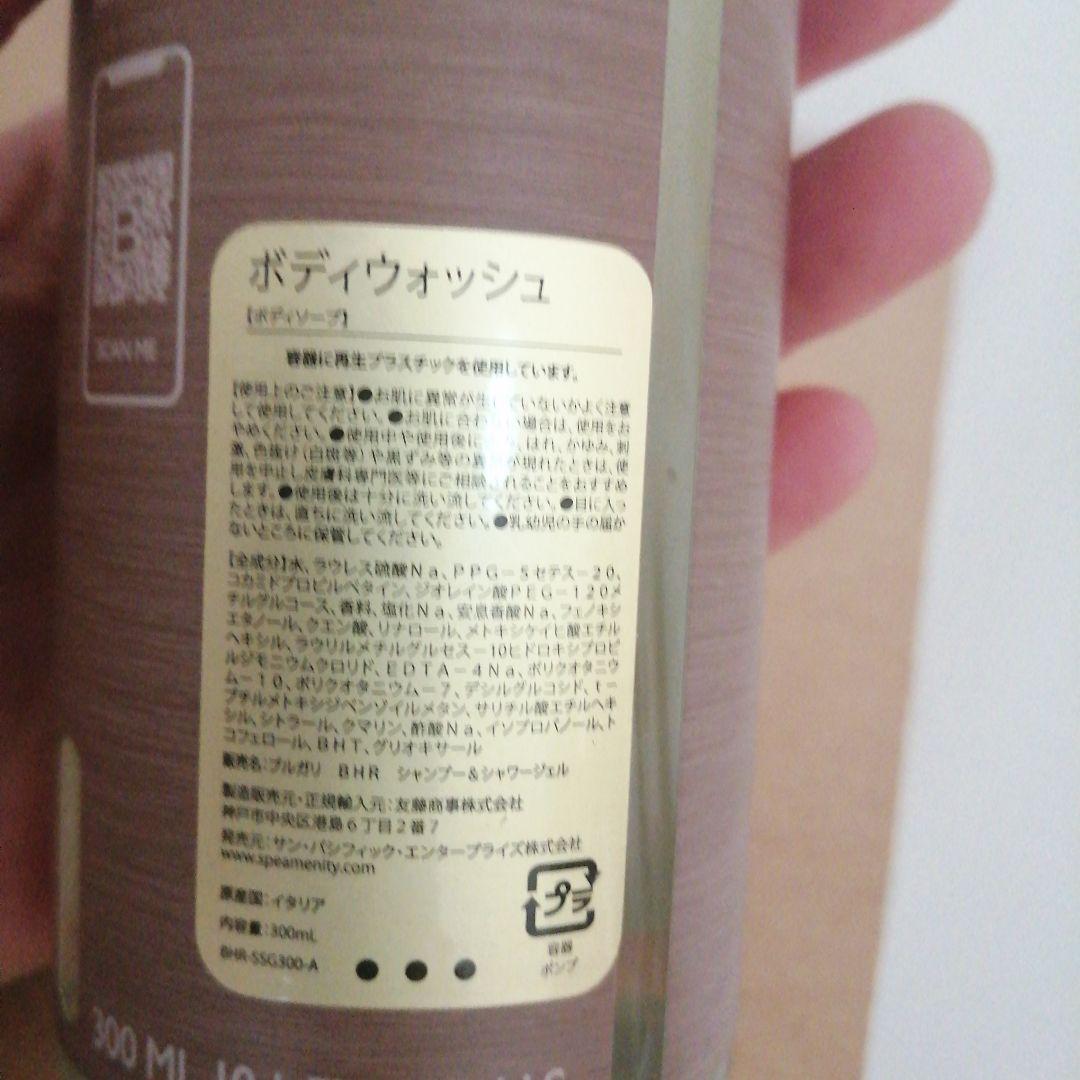 SCAN ME
ボディウォッシュ
【ボディソープ】
容器に再生プラスチックを使用しています。
【使用上のご注意】●お肌に異常が生じていないかよく注意
して使用してください。●お肌に合わない場合は、使用をお
やめください。●使用中や使用後に、はれ、かゆみ、刺
激、色抜け(白斑等)や黒ずみ等の異常が現れたときは、使
用を中止し皮膚科専門医等にご相談されることをおすすめ
します。●使用後は十分に洗い流してください。●目に入っ
たときは、直ちに洗い流してください。●乳幼児の手の届か
ないところに保管してください。
【全成分】水、ラウレス硫酸Na、PPG-5セテス-20、
コカミドプロピルベタイン、ジオレイン酸PEG-120メ
チルグルコース、香料、塩化Na、安息香酸Na、フェノキシ
エタノール、クエン酸、リナロール、メトキシケイヒ酸エチル
ヘキシル、ラウリルメチルグルセス-10ヒドロキシプロピ
ルジモニウムクロリド、EDTA-4Na、ポリクオタニウ
ム-10、ポリクオタニウム-7、デシルグルコシド、t-
ブチルメトキシジベンゾイルメタン、サリチル酸エチルヘキ
シル、シトラール、クマリン、酢酸Na、イソプロパノール、ト
コフェロール、BHT、グリオキサール
販売名:ブルガリ BHR シャンプー&シャワージェル
製造販売元・正規輸入元:友藤商事株式会社
神戸市中央区港島6丁目2番7
発売元:サン・パシフィック・エンタープライズ株式会社
www.speamenity.com
原産国:イタリア
内容量:300mL
BHR-SSG300-A
プラ
容器
ポンプ
300 ML